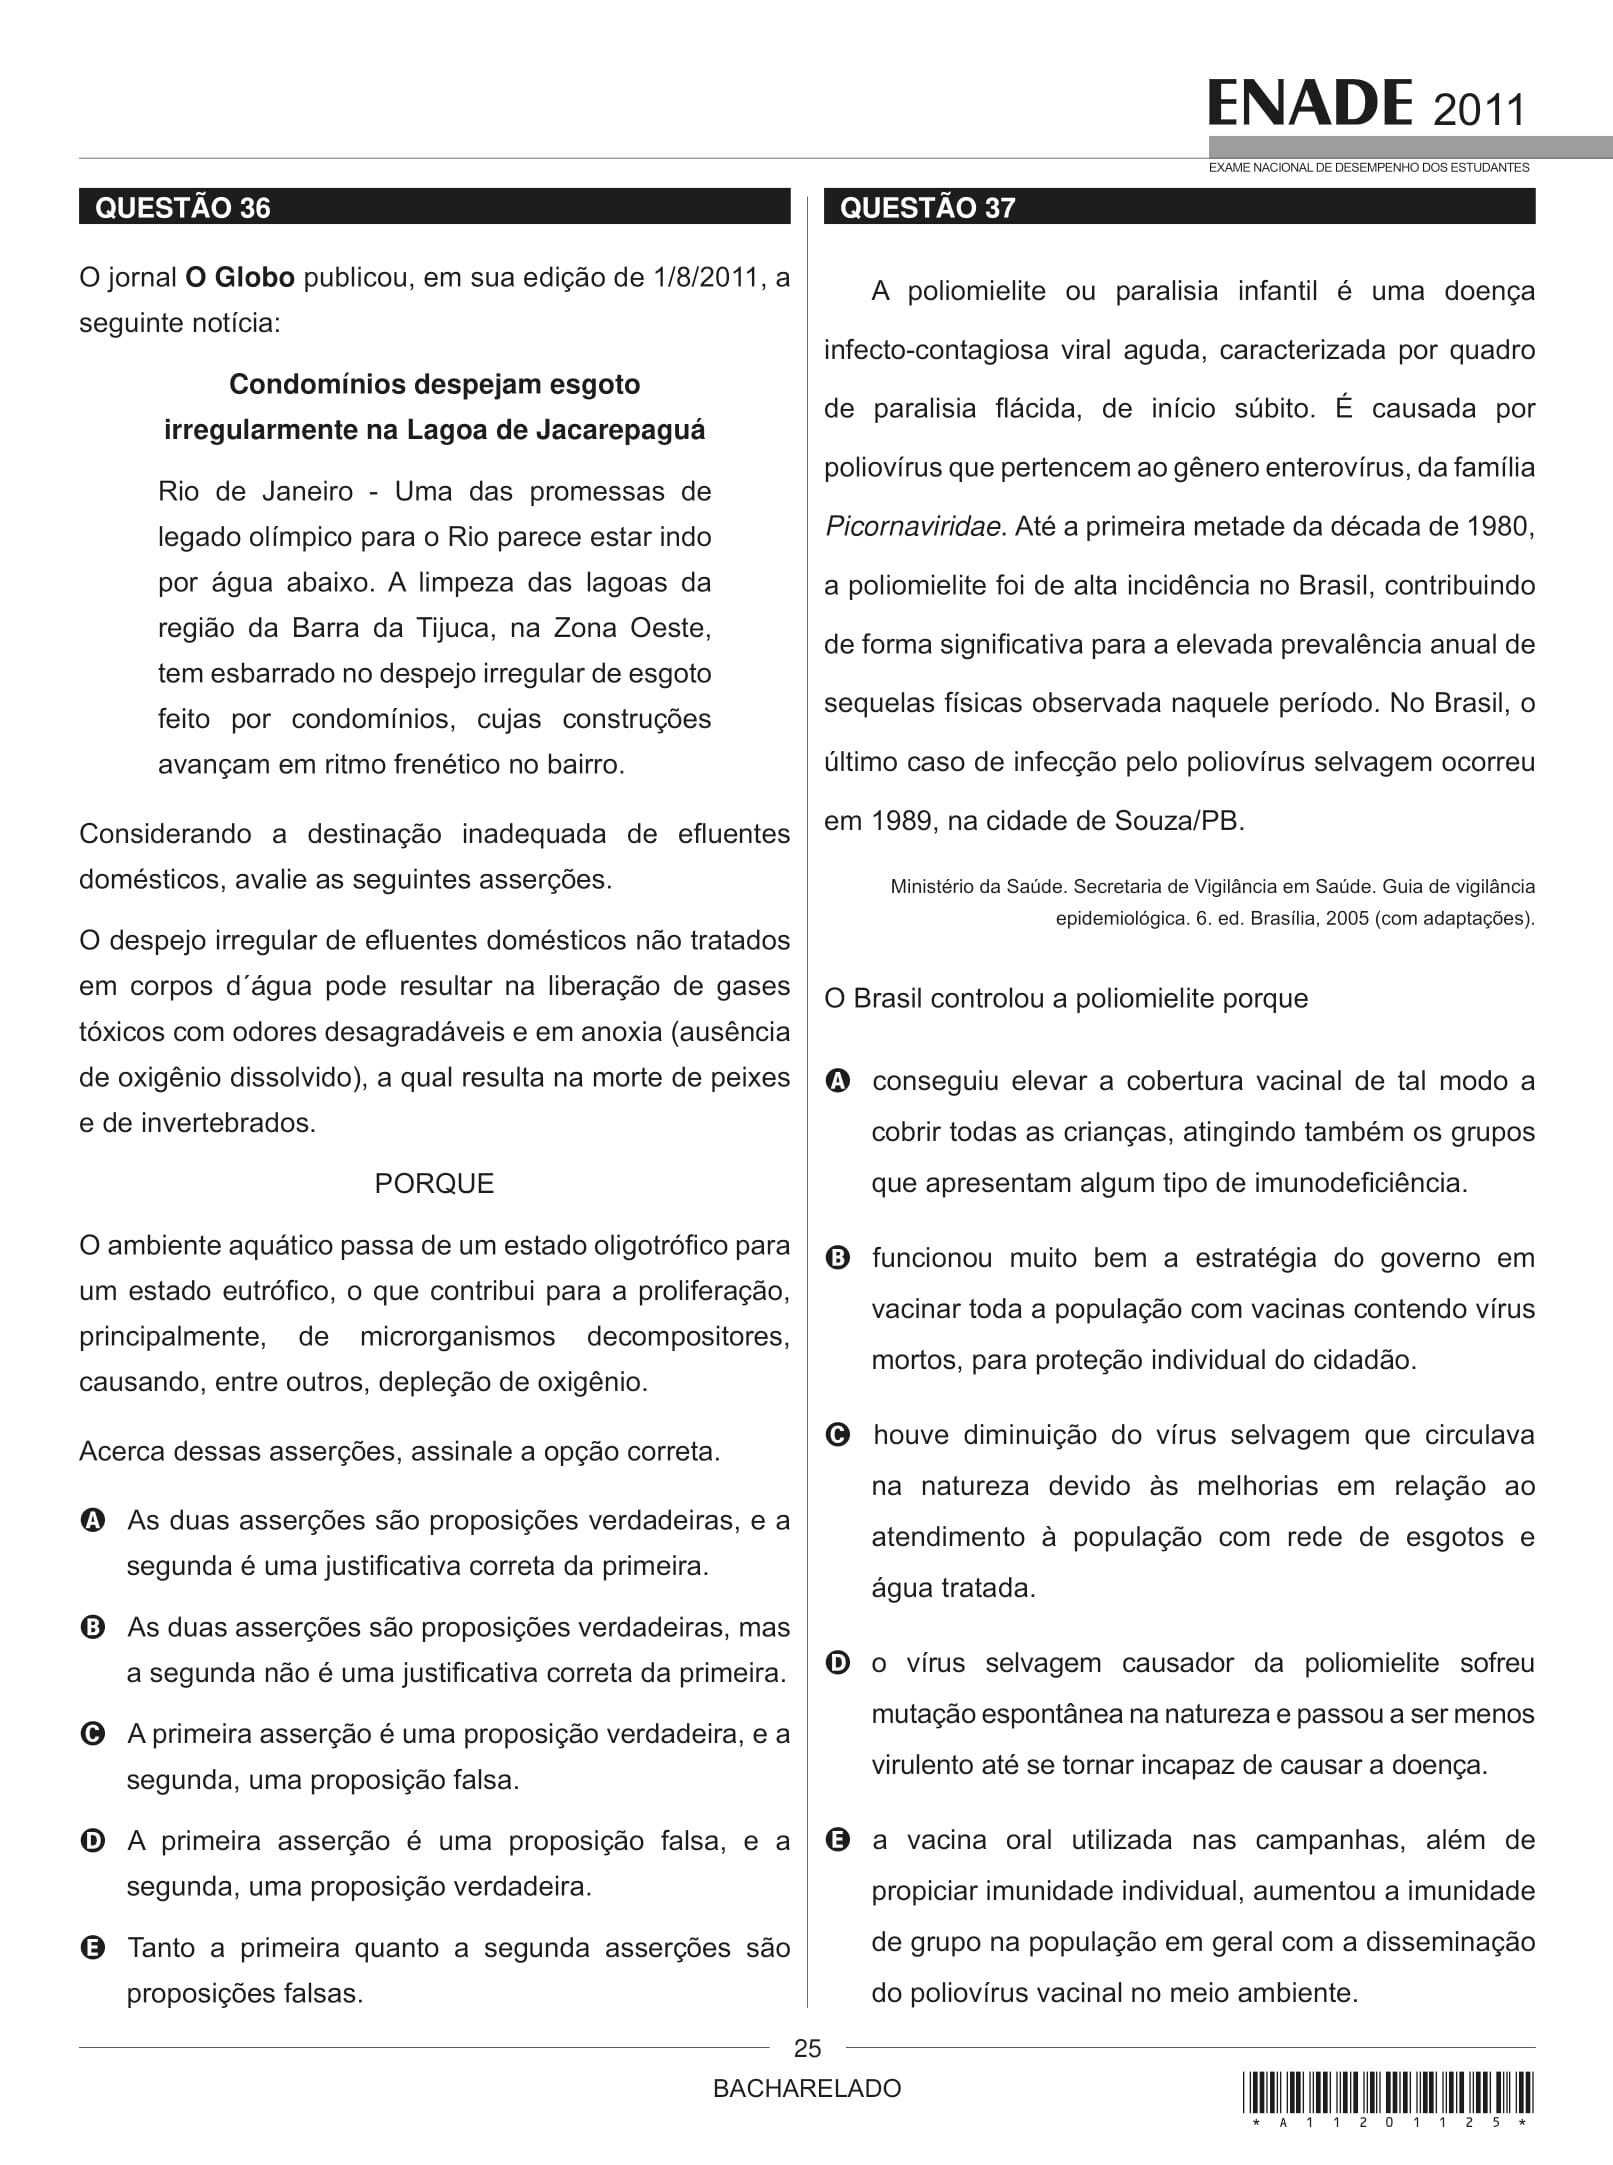 ENADE 2011
EXAME NACIONAL DE DESEMPENHO DOS ESTUDANTES
QUESTÃO 36
O jornal O Globo publicou, em sua edição de 1/8/2011, a
seguinte notícia:
Condomínios despejam esgoto
irregularmente na Lagoa de Jacarepaguá
Rio de Janeiro - Uma das promessas de
legado olímpico para o Rio parece estar indo
por água abaixo. A limpeza das lagoas da
região da Barra da Tijuca, na Zona Oeste,
tem esbarrado no despejo irregular de esgoto
feito por condomínios, cujas construções
avançam em ritmo frenético no bairro.
Considerando a destinação inadequada de efluentes
domésticos, avalie as seguintes asserções.
O despejo irregular de efluentes domésticos não tratados
em corpos d´água pode resultar na liberação de gases
tóxicos com odores desagradáveis e em anoxia (ausência
de oxigênio dissolvido), a qual resulta na morte de peixes
e de invertebrados.
PORQUE
O ambiente aquático passa de um estado oligotrófico para
um estado eutrófico, o que contribui para a proliferação,
principalmente, de microrganismos decompositores,
causando, entre outros, depleção de oxigênio.
Acerca dessas asserções, assinale a opção correta.
A As duas asserções são proposições verdadeiras, e a
segunda é uma justificativa correta da primeira.
B As duas asserções são proposições verdadeiras, mas
a segunda não é uma justificativa correta da primeira.
C A primeira asserção é uma proposição verdadeira, e a
segunda, uma proposição falsa.
D A primeira asserção é uma proposição falsa, e a
segunda, uma proposição verdadeira.
E Tanto a primeira quanto a segunda asserções são
proposições falsas.
QUESTÃO 37
A poliomielite ou paralisia infantil é uma doença
infecto-contagiosa viral aguda, caracterizada por quadro
de paralisia flácida, de início súbito. É causada por
poliovírus que pertencem ao gênero enterovírus, da família
Picornaviridae. Até a primeira metade da década de 1980,
a poliomielite foi de alta incidência no Brasil, contribuindo
de forma significativa para a elevada prevalência anual de
sequelas físicas observada naquele período. No Brasil, o
último caso de infecção pelo poliovírus selvagem ocorreu
em 1989, na cidade de Souza/PB.
Ministério da Saúde. Secretaria de Vigilância em Saúde. Guia de vigilância
epidemiológica. 6. ed. Brasília, 2005 (com adaptações).
O Brasil controlou a poliomielite porque
A conseguiu elevar a cobertura vacinal de tal modo a
cobrir todas as crianças, atingindo também os grupos
que apresentam algum tipo de imunodeficiência.
B funcionou muito bem a estratégia do governo em
vacinar toda a população com vacinas contendo vírus
mortos, para proteção individual do cidadão.
C houve diminuição do vírus selvagem que circulava
na natureza devido às melhorias em relação ao
atendimento à população com rede de esgotos e
água tratada.
D o vírus selvagem causador da poliomielite sofreu
mutação espontânea na natureza e passou a ser menos
virulento até se tornar incapaz de causar a doença.
E a vacina oral utilizada nas campanhas, além de
propiciar imunidade individual, aumentou a imunidade
de grupo na população em geral com a disseminação
do poliovírus vacinal no meio ambiente.
25
BACHARELADO
* A 1 1 2 0 1 1 2 5 *